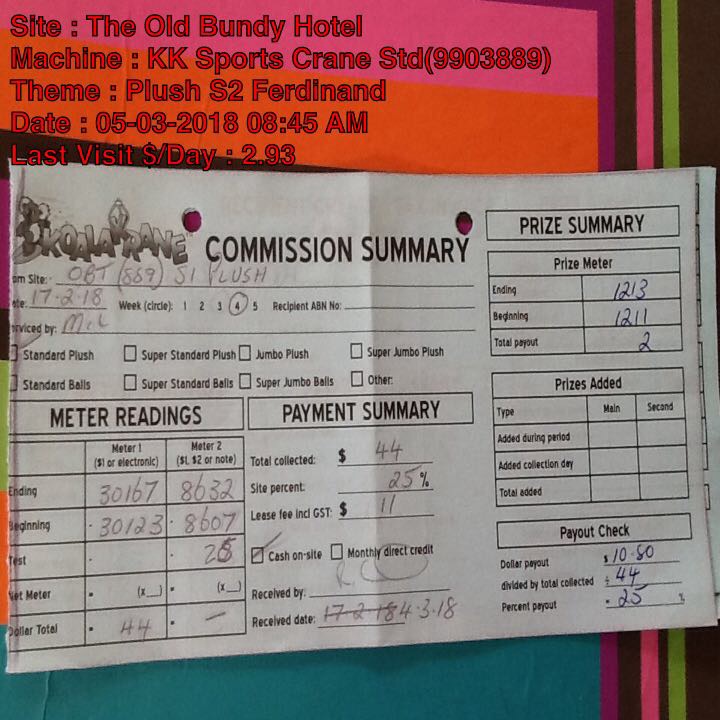 Site : The Old Bundy Hotel
Machine : KK Sports Crane Std(9903889)
Theme : Plush S2 Ferdinand
Date : 05-03-2018 08:45 AM
Last Visit $/Day : 2.93
KOALA KRANE
COMMISSION SUMMARY
om Site: OBT (889) S1 PLUSH
ate: 17-2-18 Week (circle): 1 2 3 4 5 Recipient ABN No:
rviced by:
Standard Plush Super Standard Plush Jumbo Plush Super Jumbo Plush
Standard Balls Super Standard Balls Super Jumbo Balls Other:
METER READINGS
Meter 1 ($1 or electronic) Meter 2 ($1, $2 or note)
Ending 30167 8632
Beginning 30123 8607
Test
Net Meter (x__) (x__)
Dollar Total 44 —
PAYMENT SUMMARY
Total collected: $ 44
Site percent: 25 %
Lease fee incl GST: $ 11
Cash on-site Monthly direct credit
Received by:
Received date: 17-2-18 4-3-18
PRIZE SUMMARY
Prize Meter
Ending 1213
Beginning 1211
Total payout 2
Prizes Added
Type Main Second
Added during period
Added collection day
Total added
Payout Check
Dollar payout $ 10-80
divided by total collected ÷ 44
Percent payout = 25 %